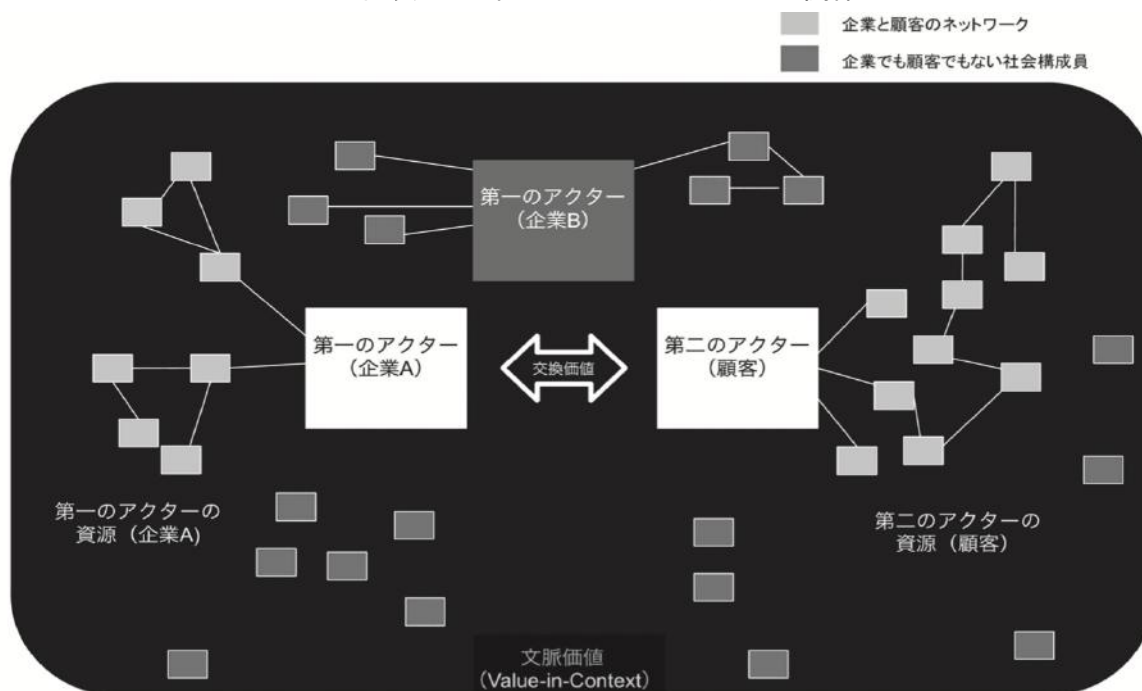 企業と顧客のネットワーク
企業でも顧客でもない社会構成員
第一のアクター
（企業B）
第一のアクター
（企業A）
交換価値
第二のアクター
（顧客）
第一のアクターの
資源（企業A)
第二のアクターの
資源（顧客）
文脈価値
（Value-in-Context）